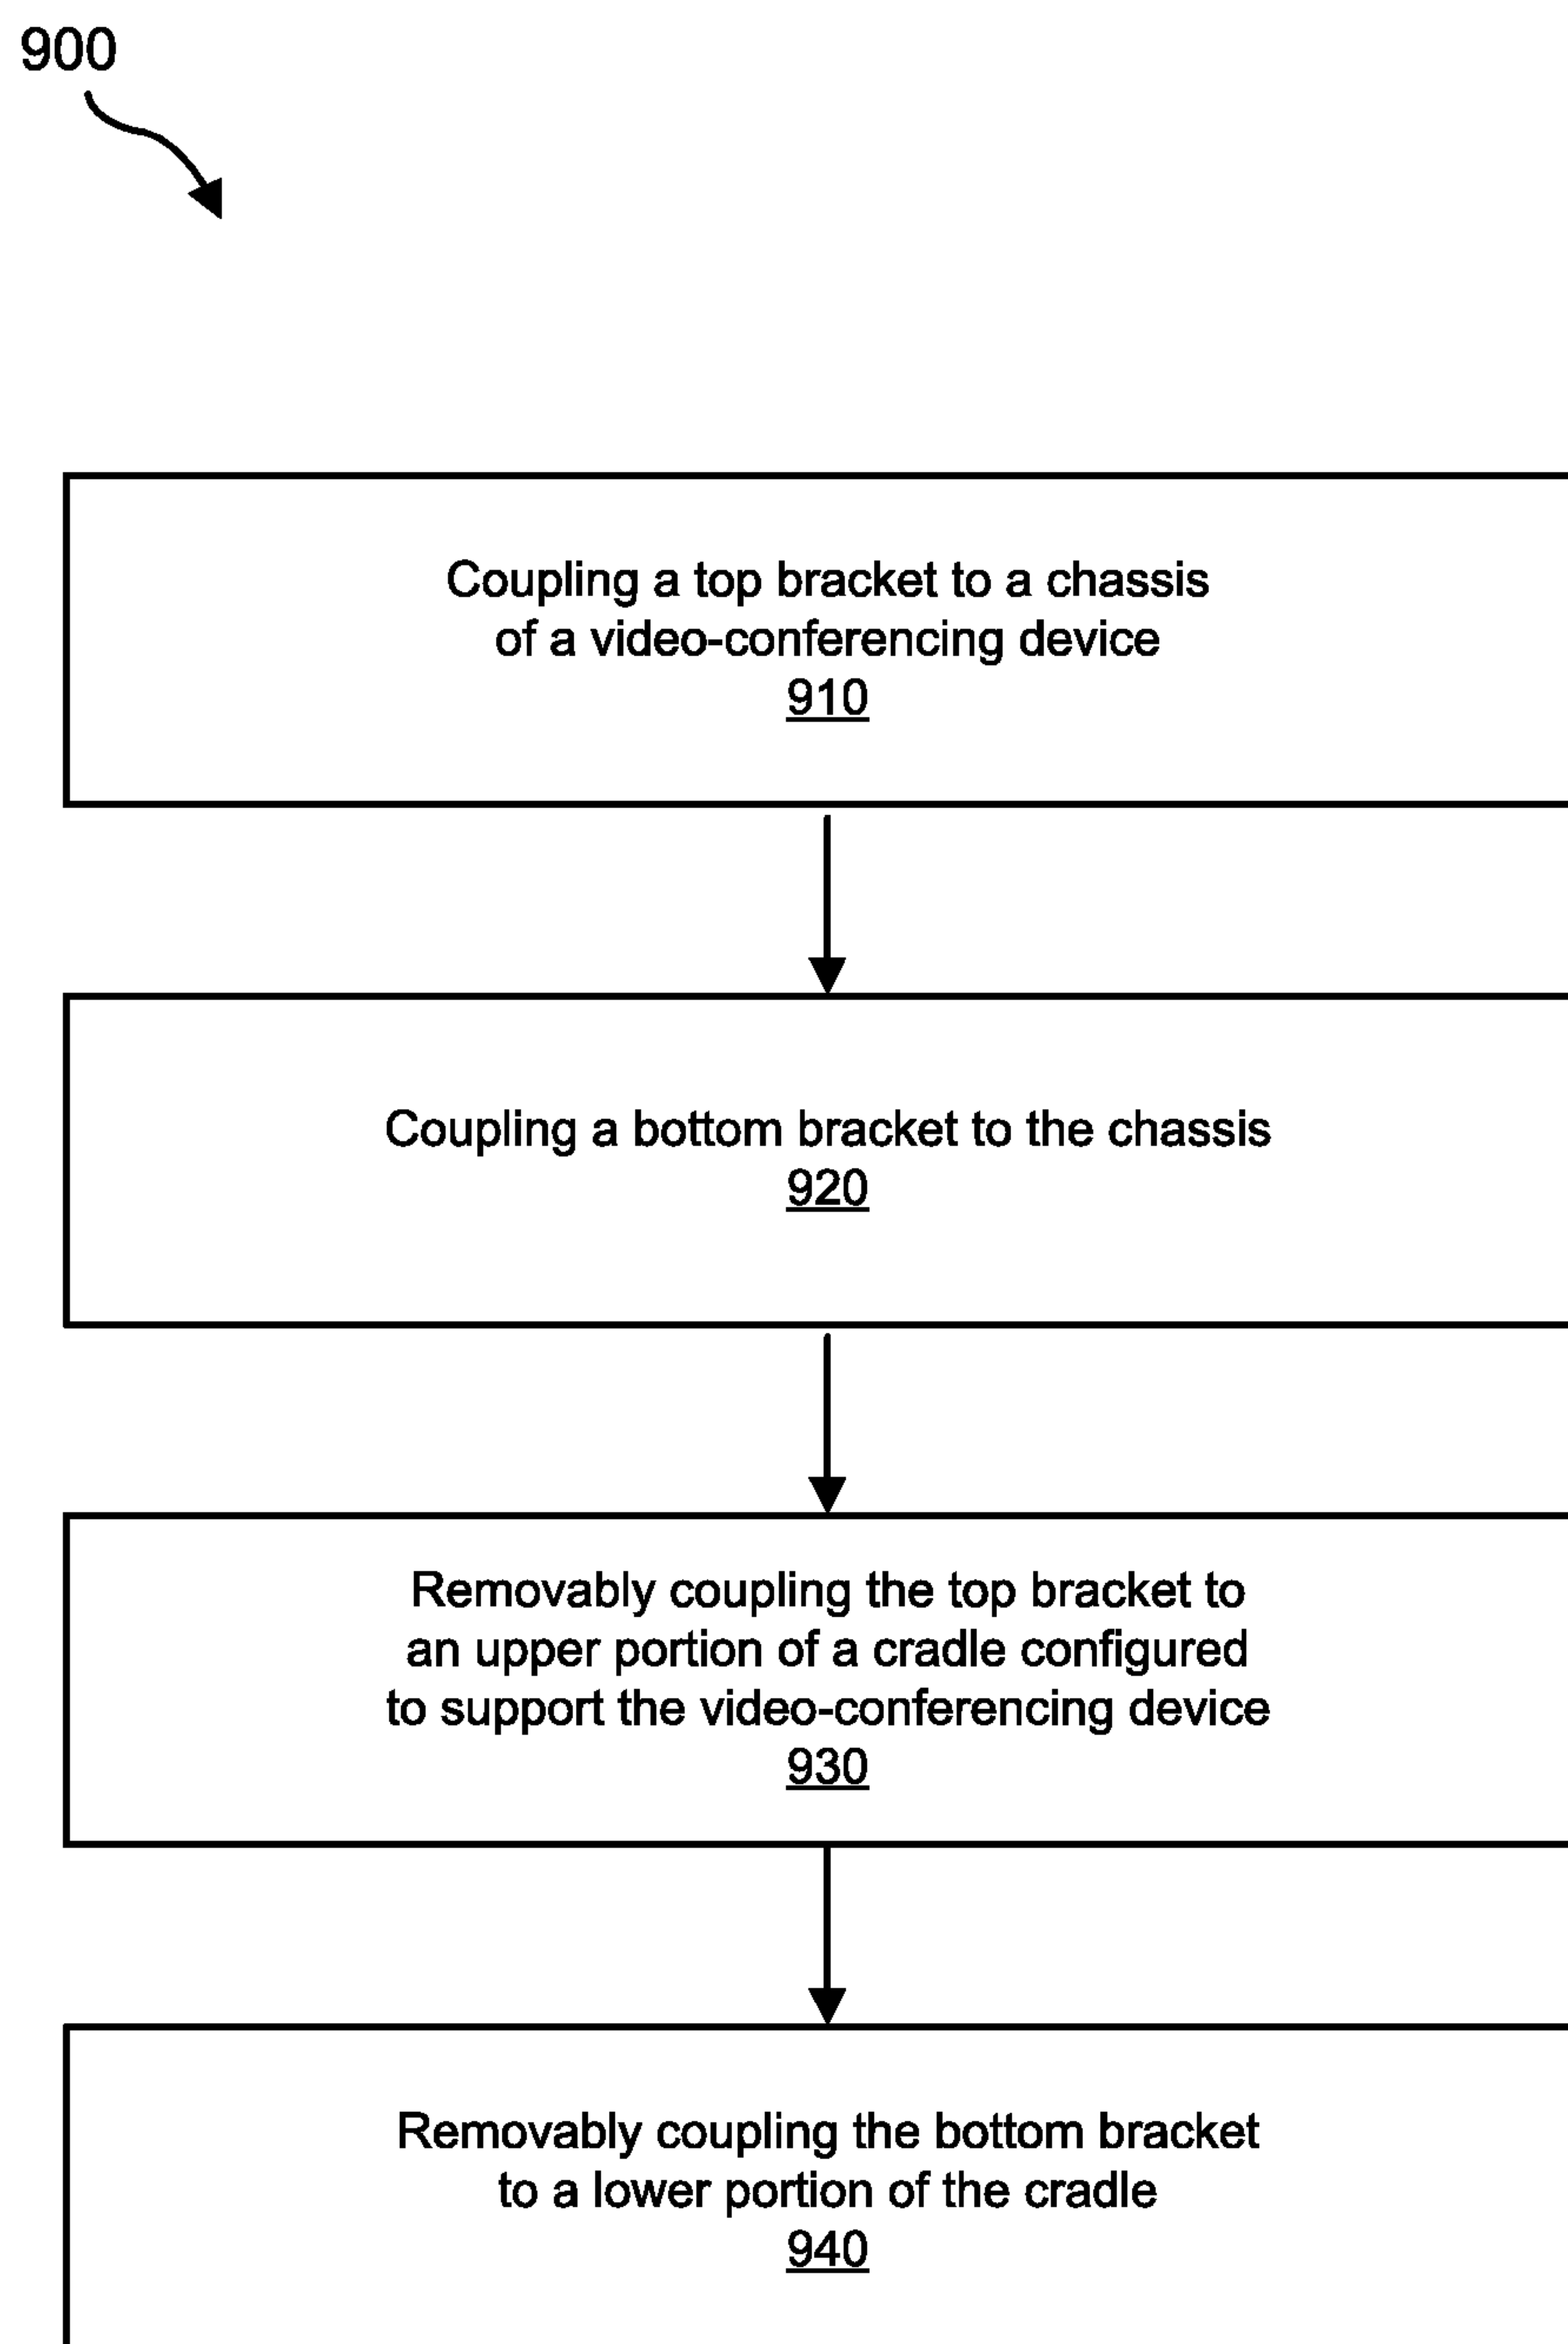 900
Coupling a top bracket to a chassis
of a video-conferencing device
910
Coupling a bottom bracket to the chassis
920
Removably coupling the top bracket to
an upper portion of a cradle configured
to support the video-conferencing device
930
Removably coupling the bottom bracket
to a lower portion of the cradle
940